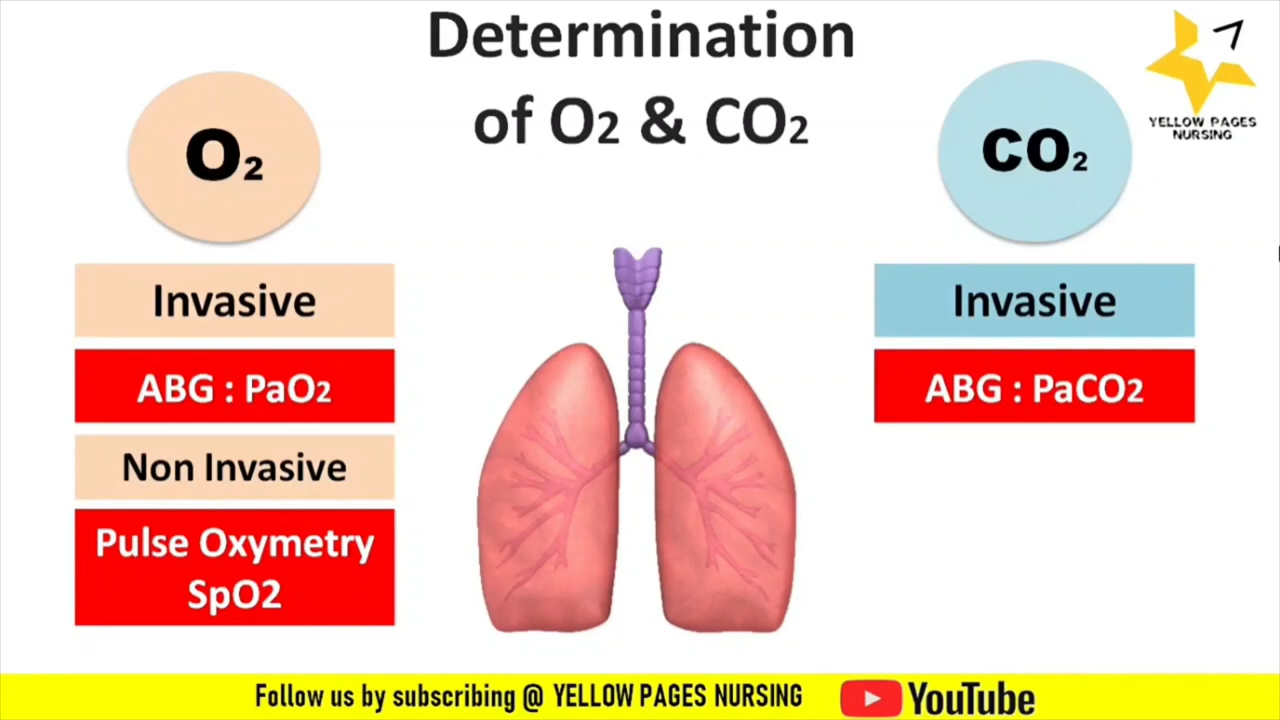 Determination
of O2 & CO2
YELLOW PAGES
NURSING
O2
CO2
Invasive
ABG : PaO2
Non Invasive
Pulse Oxymetry
SpO2
Invasive
ABG : PaCO2
Follow us by subscribing @ YELLOW PAGES NURSING
YouTube